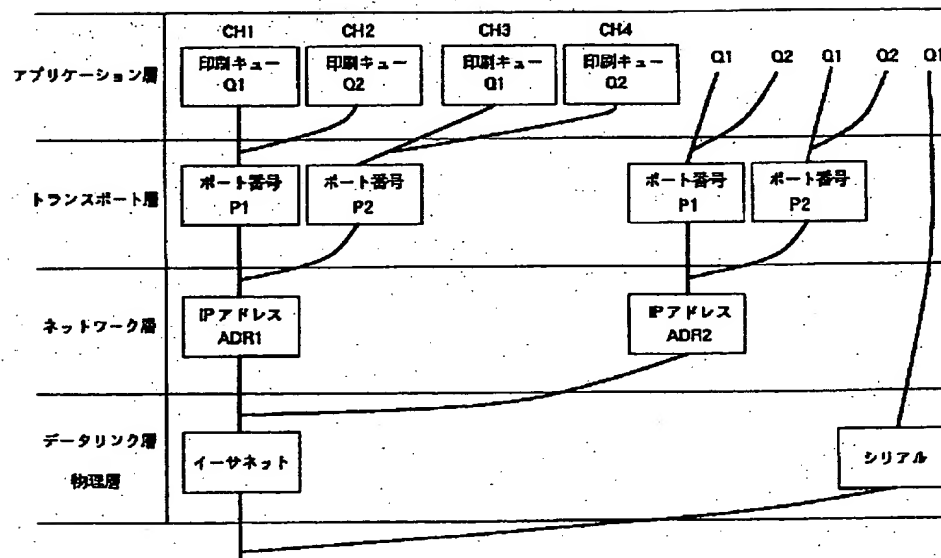 CH1 CH2 CH3 CH4
アプリケーション層
印刷キュー Q1
印刷キュー Q2
印刷キュー Q1
印刷キュー Q2
Q1 Q2 Q1 Q2 Q1
トランスポート層
ポート番号 P1
ポート番号 P2
ポート番号 P1
ポート番号 P2
ネットワーク層
IPアドレス ADR1
IPアドレス ADR2
データリンク層
物理層
イーサネット
シリアル